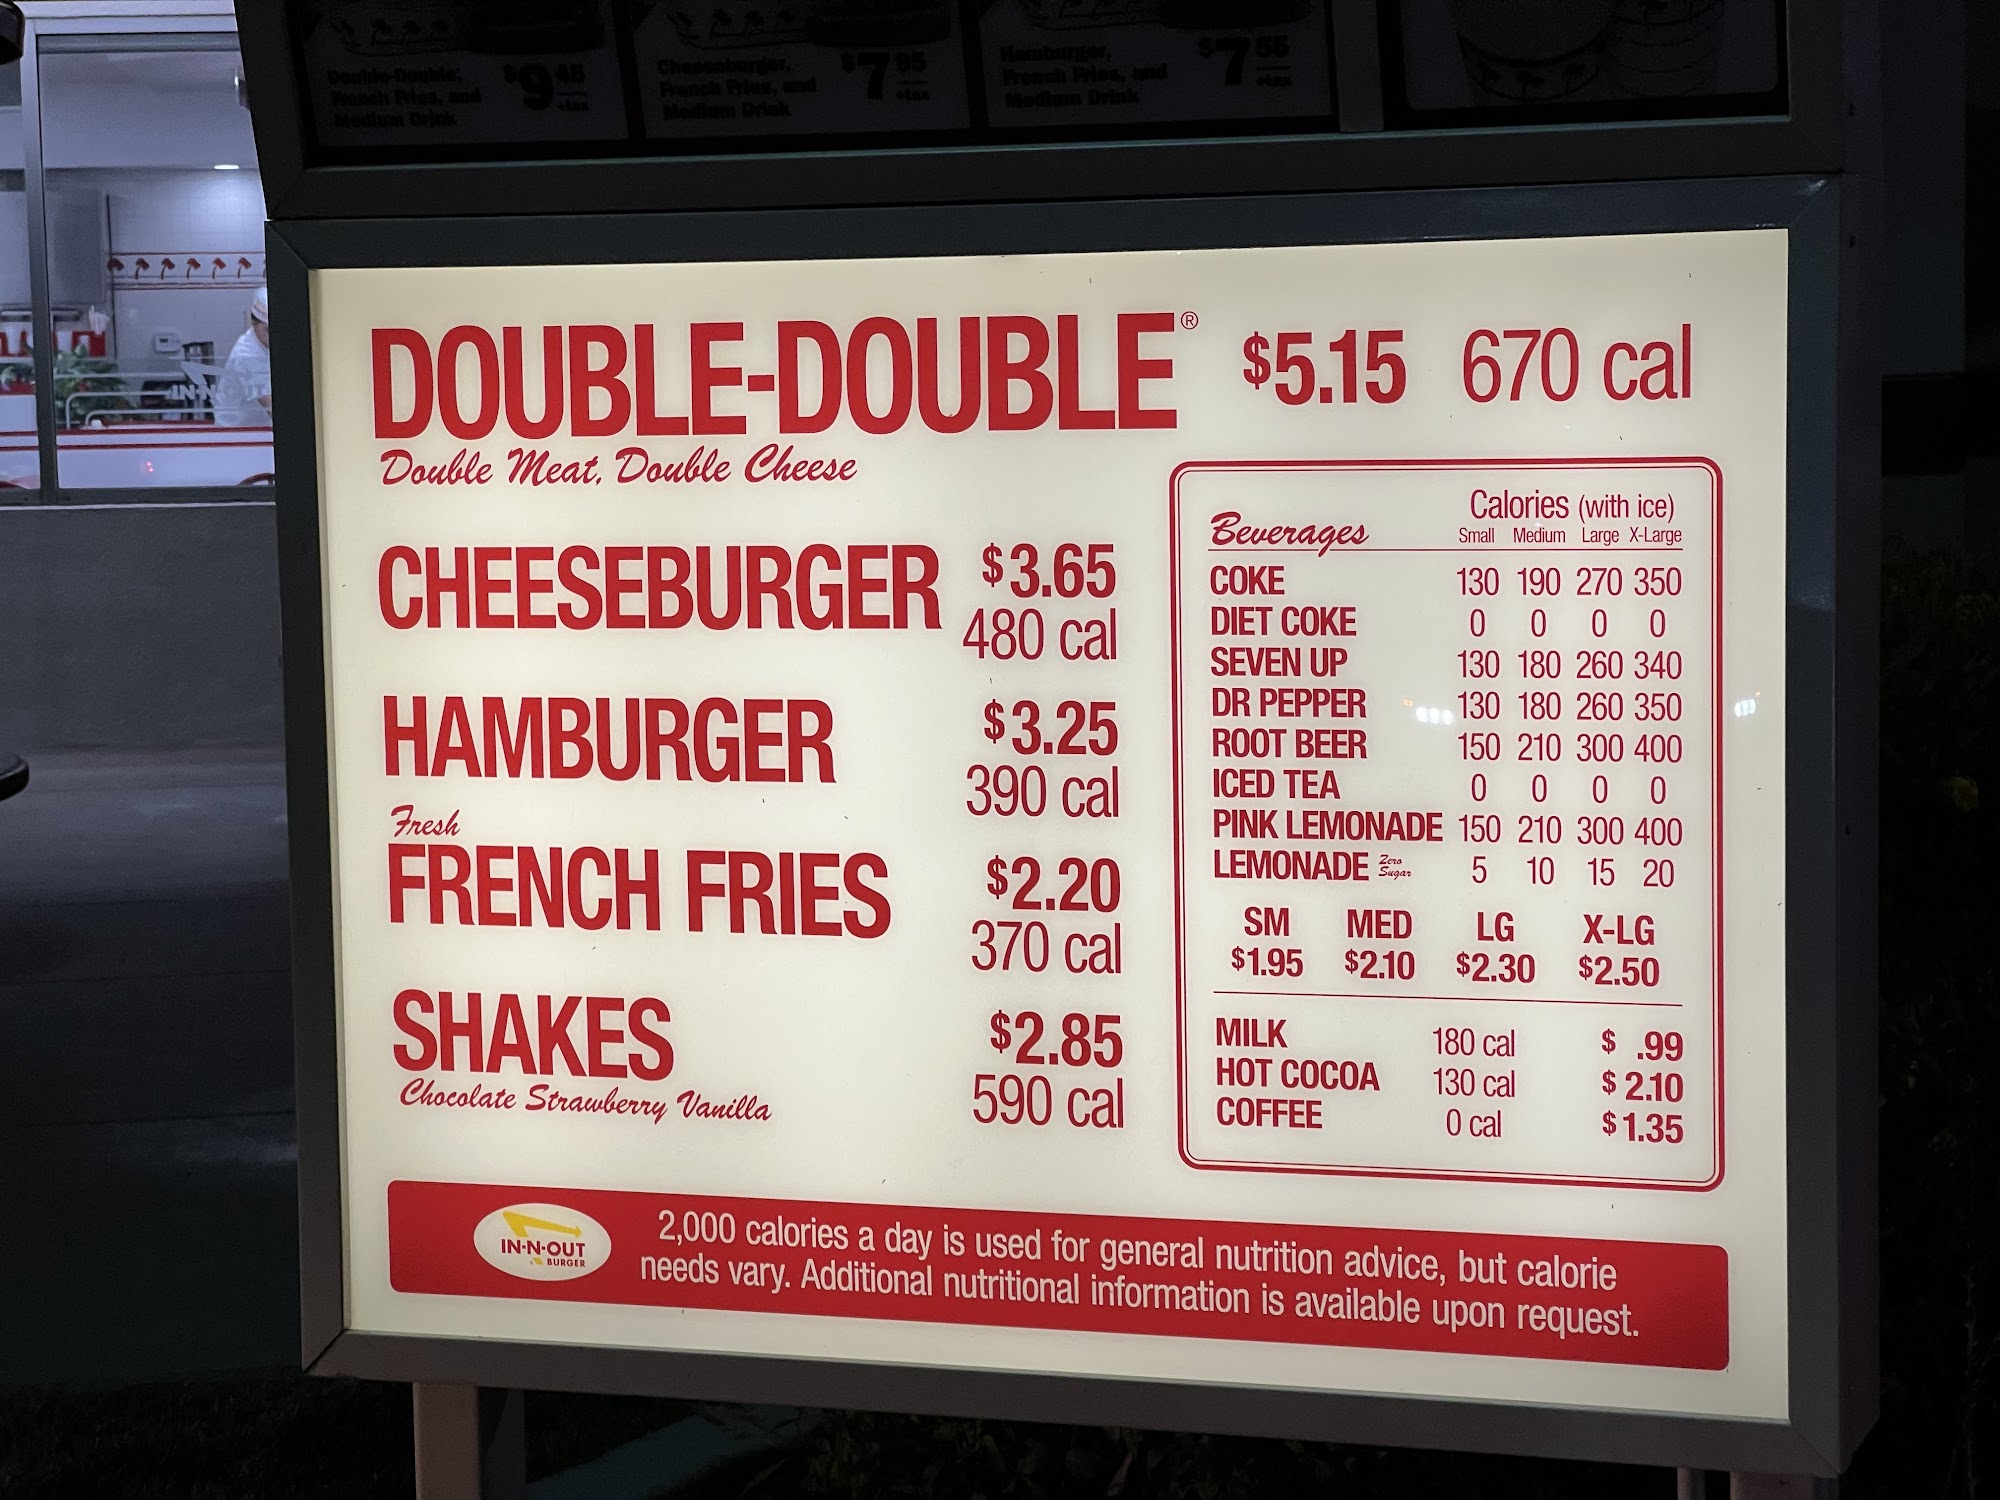 Double-Double,
French Fries, and
Medium Drink
$9 45
+tax
Cheeseburger,
French Fries, and
Medium Drink
$7 95
+tax
Hamburger,
French Fries, and
Medium Drink
$7 55
+tax
DOUBLE-DOUBLE® $5.15 670 cal
Double Meat, Double Cheese
CHEESEBURGER $3.65
480 cal
HAMBURGER $3.25
390 cal
Fresh
FRENCH FRIES $2.20
370 cal
SHAKES $2.85
Chocolate Strawberry Vanilla 590 cal
Calories (with ice)
Beverages Small Medium Large X-Large
COKE 130 190 270 350
DIET COKE 0 0 0 0
SEVEN UP 130 180 260 340
DR PEPPER 130 180 260 350
ROOT BEER 150 210 300 400
ICED TEA 0 0 0 0
PINK LEMONADE 150 210 300 400
LEMONADE Zero Sugar 5 10 15 20
SM MED LG X-LG
$1.95 $2.10 $2.30 $2.50
MILK 180 cal $ .99
HOT COCOA 130 cal $ 2.10
COFFEE 0 cal $ 1.35
IN-N-OUT
BURGER
2,000 calories a day is used for general nutrition advice, but calorie
needs vary. Additional nutritional information is available upon request.